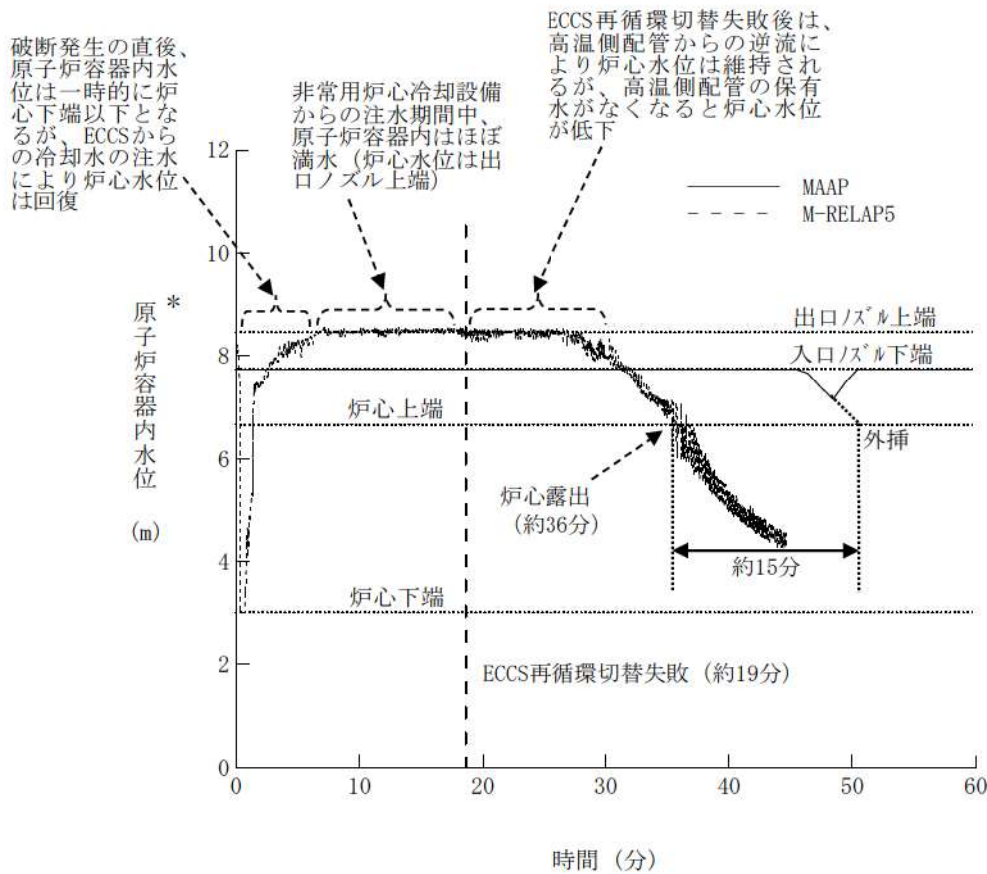 破断発生の直後、
原子炉容器内水
位は一時的に炉
心下端以下とな
るが、ECCSから
の冷却水の注水
により炉心水位
は回復
非常用炉心冷却設備
からの注水期間中、
原子炉容器内はほぼ
満水（炉心水位は出
口ノズル上端）
ECCS再循環切替失敗後は、
高温側配管からの逆流に
より炉心水位は維持され
るが、高温側配管の保有
水がなくなると炉心水位
が低下
MAAP
M-RELAP5
12
10
8
6
4
2
0
原子炉容器内水位 *
(m)
出口ノズル上端
入口ノズル下端
炉心上端
外挿
炉心露出
（約36分）
約15分
炉心下端
ECCS再循環切替失敗（約19分）
0
10
20
30
40
50
60
時間（分）